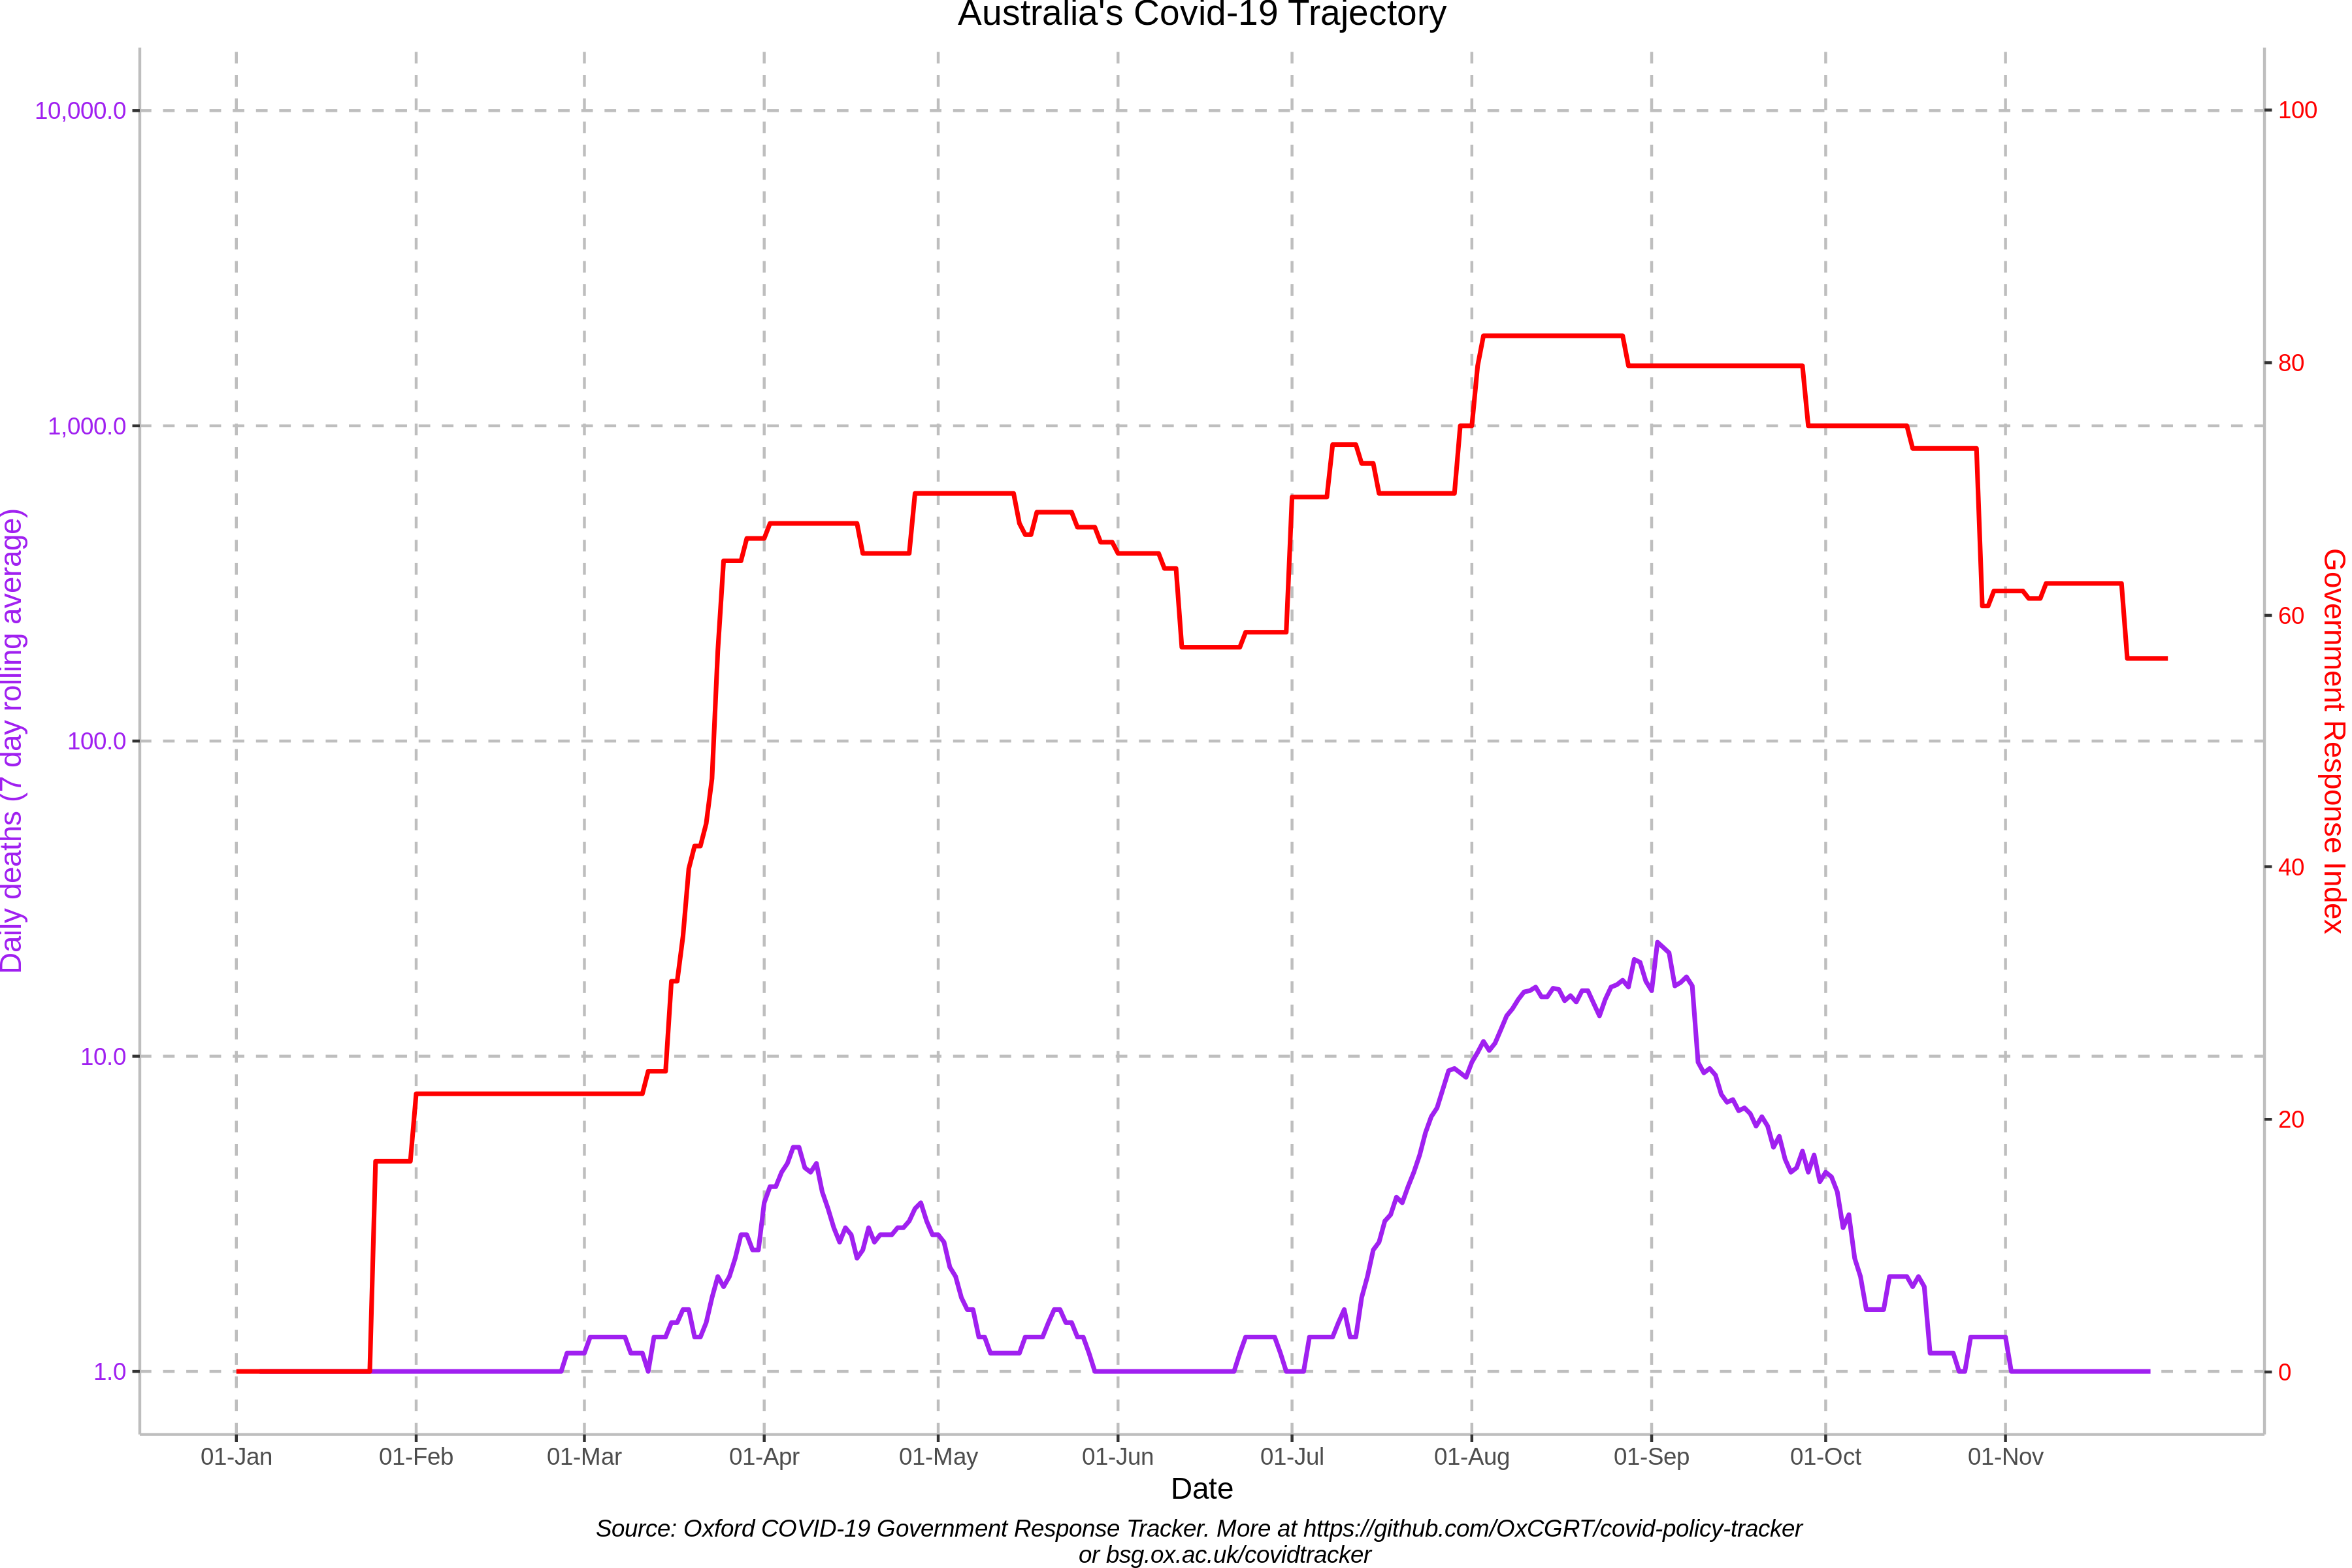 Australia's Covid-19 Trajectory
10,000.0
1,000.0
100.0
10.0
1.0
Daily deaths (7 day rolling average)
100
80
60
40
20
0
Government Response Index
01-Jan 01-Feb 01-Mar 01-Apr 01-May 01-Jun 01-Jul 01-Aug 01-Sep 01-Oct 01-Nov
Date
Source: Oxford COVID-19 Government Response Tracker. More at https://github.com/OxCGRT/covid-policy-tracker
or bsg.ox.ac.uk/covidtracker